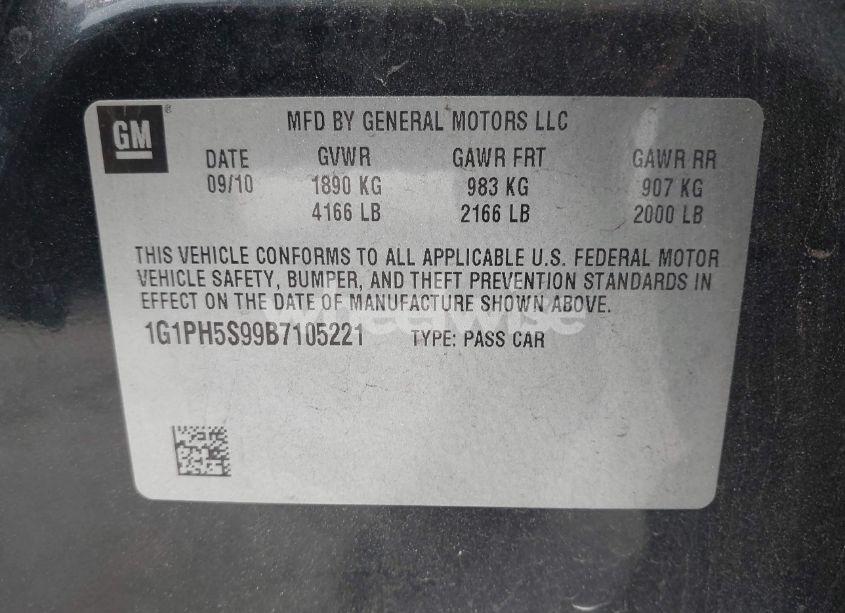 GM®
MFD BY GENERAL MOTORS LLC
DATE GVWR GAWR FRT GAWR RR
09/10 1890 KG 983 KG 907 KG
4166 LB 2166 LB 2000 LB
THIS VEHICLE CONFORMS TO ALL APPLICABLE U.S. FEDERAL MOTOR
VEHICLE SAFETY, BUMPER, AND THEFT PREVENTION STANDARDS IN
EFFECT ON THE DATE OF MANUFACTURE SHOWN ABOVE.
1G1PH5S99B7105221 TYPE: PASS CAR
wheelwise